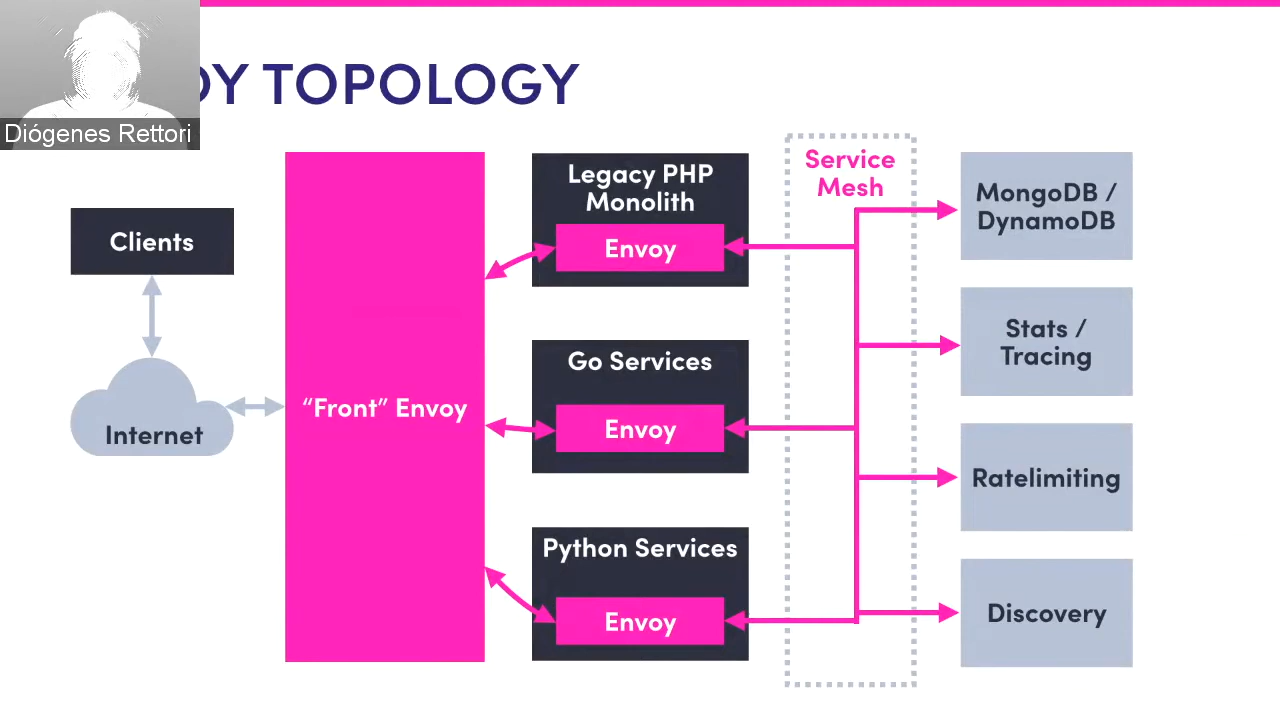 Diógenes Rettori
TOPOLOGY
Clients
Internet
“Front” Envoy
Legacy PHP
Monolith
Envoy
Go Services
Envoy
Python Services
Envoy
Service
Mesh
MongoDB /
DynamoDB
Stats /
Tracing
Ratelimiting
Discovery